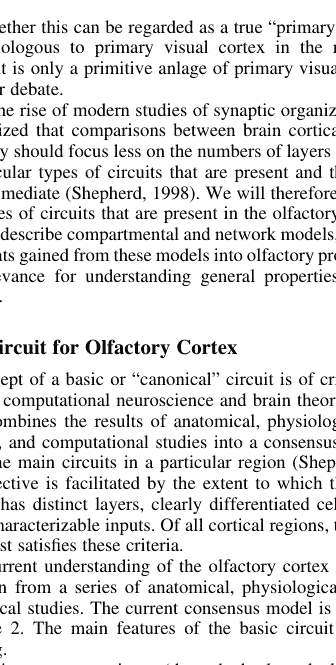 ether this can be regarded as a true “primary
ologous to primary visual cortex in the
t is only a primitive anlage of primary visua
r debate.
he rise of modern studies of synaptic organiz
ized that comparisons between brain cortica
y should focus less on the numbers of layers
cular types of circuits that are present and th
mediate (Shepherd, 1998). We will therefore
es of circuits that are present in the olfactory
describe compartmental and network models,
nts gained from these models into olfactory pro
evance for understanding general properties
.
ircuit for Olfactory Cortex
ept of a basic or “canonical” circuit is of cri
computational neuroscience and brain theor
ombines the results of anatomical, physiolog
, and computational studies into a consensus
he main circuits in a particular region (Shep
ective is facilitated by the extent to which th
has distinct layers, clearly differentiated cel
haracterizable inputs. Of all cortical regions, t
st satisfies these criteria.
urrent understanding of the olfactory cortex
n from a series of anatomical, physiologica
cal studies. The current consensus model is
e 2. The main features of the basic circuit
g.